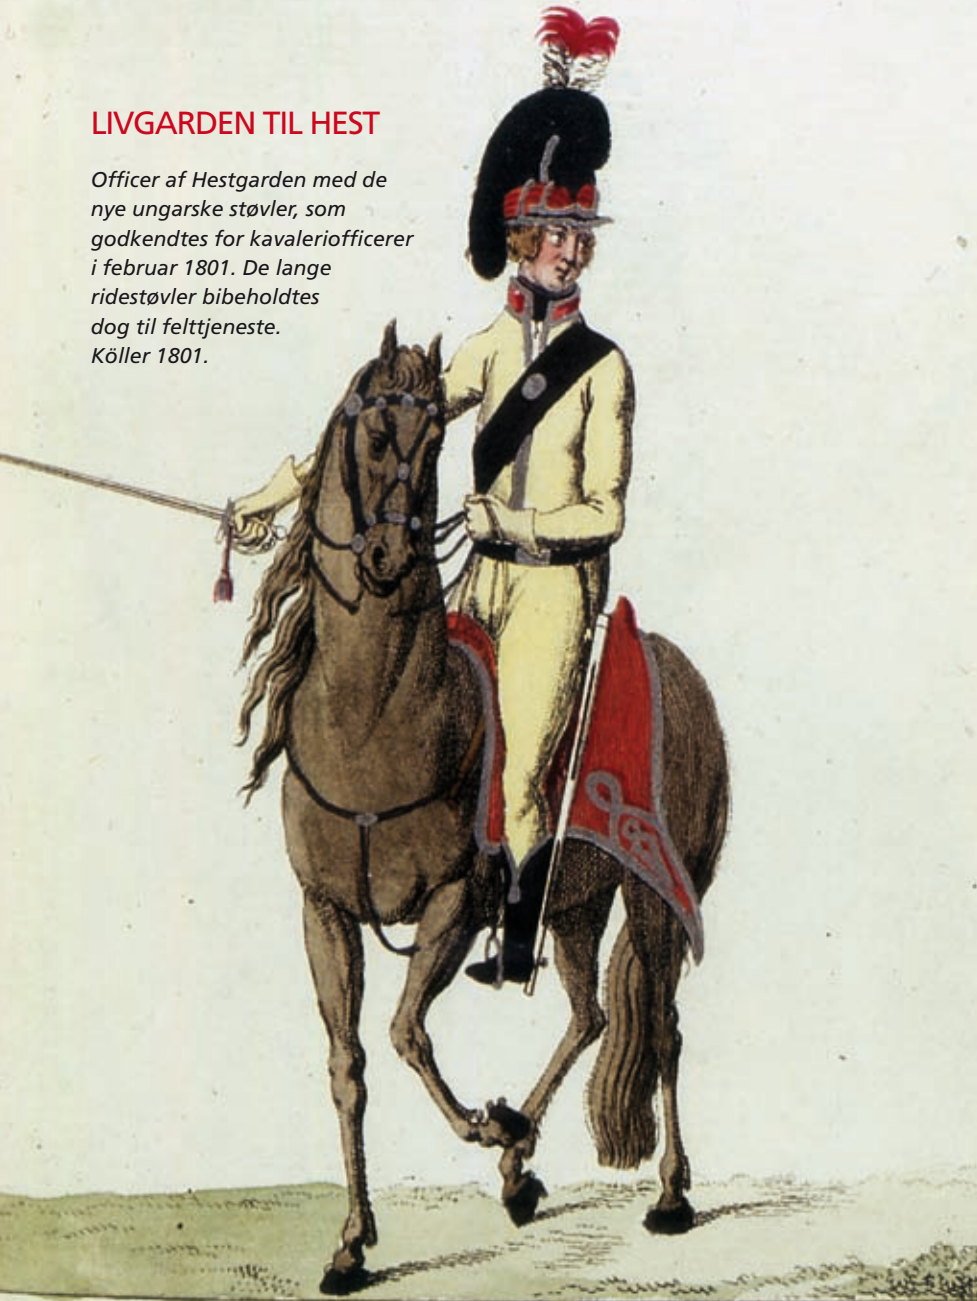 LIVGARDEN TIL HEST
Officer af Hestgarden med de
nye ungarske støvler, som
godkendtes for kavaleriofficerer
i februar 1801. De lange
ridestøvler bibeholdtes
dog til felttjeneste.
Köller 1801.